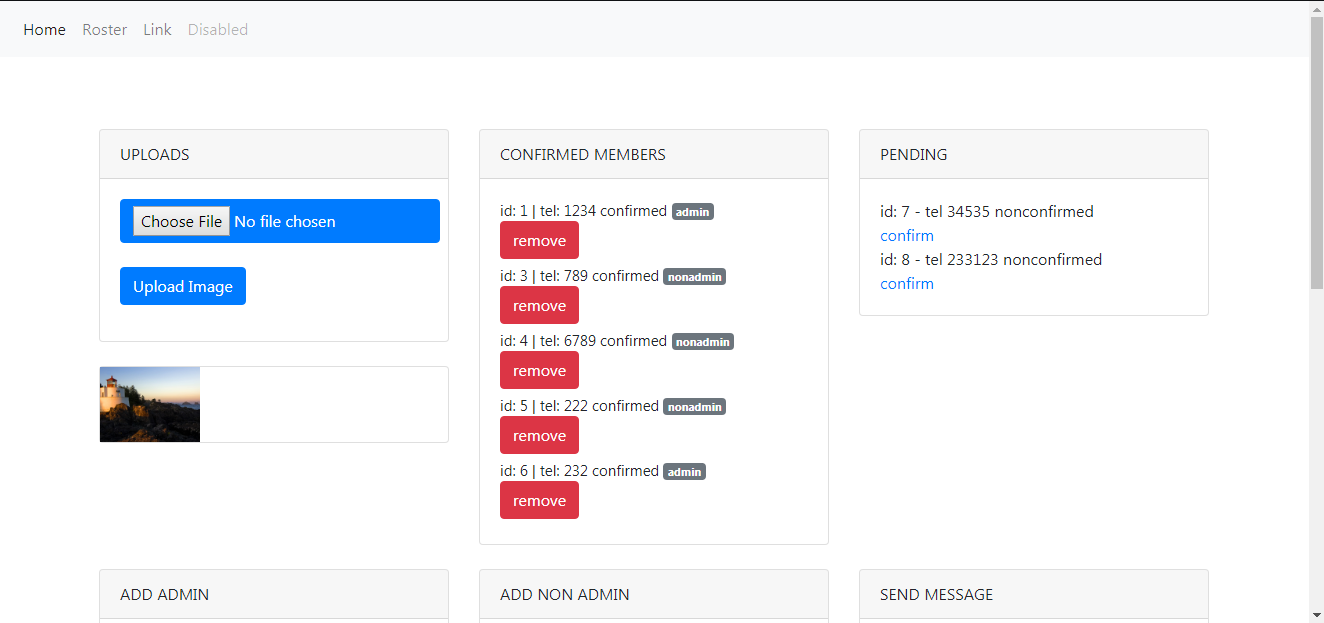 Home Roster Link Disabled
UPLOADS
Choose File No file chosen
Upload Image
CONFIRMED MEMBERS
id: 1 | tel: 1234 confirmed admin
remove
id: 3 | tel: 789 confirmed nonadmin
remove
id: 4 | tel: 6789 confirmed nonadmin
remove
id: 5 | tel: 222 confirmed nonadmin
remove
id: 6 | tel: 232 confirmed admin
remove
PENDING
id: 7 - tel 34535 nonconfirmed
confirm
id: 8 - tel 233123 nonconfirmed
confirm
ADD ADMIN
ADD NON ADMIN
SEND MESSAGE